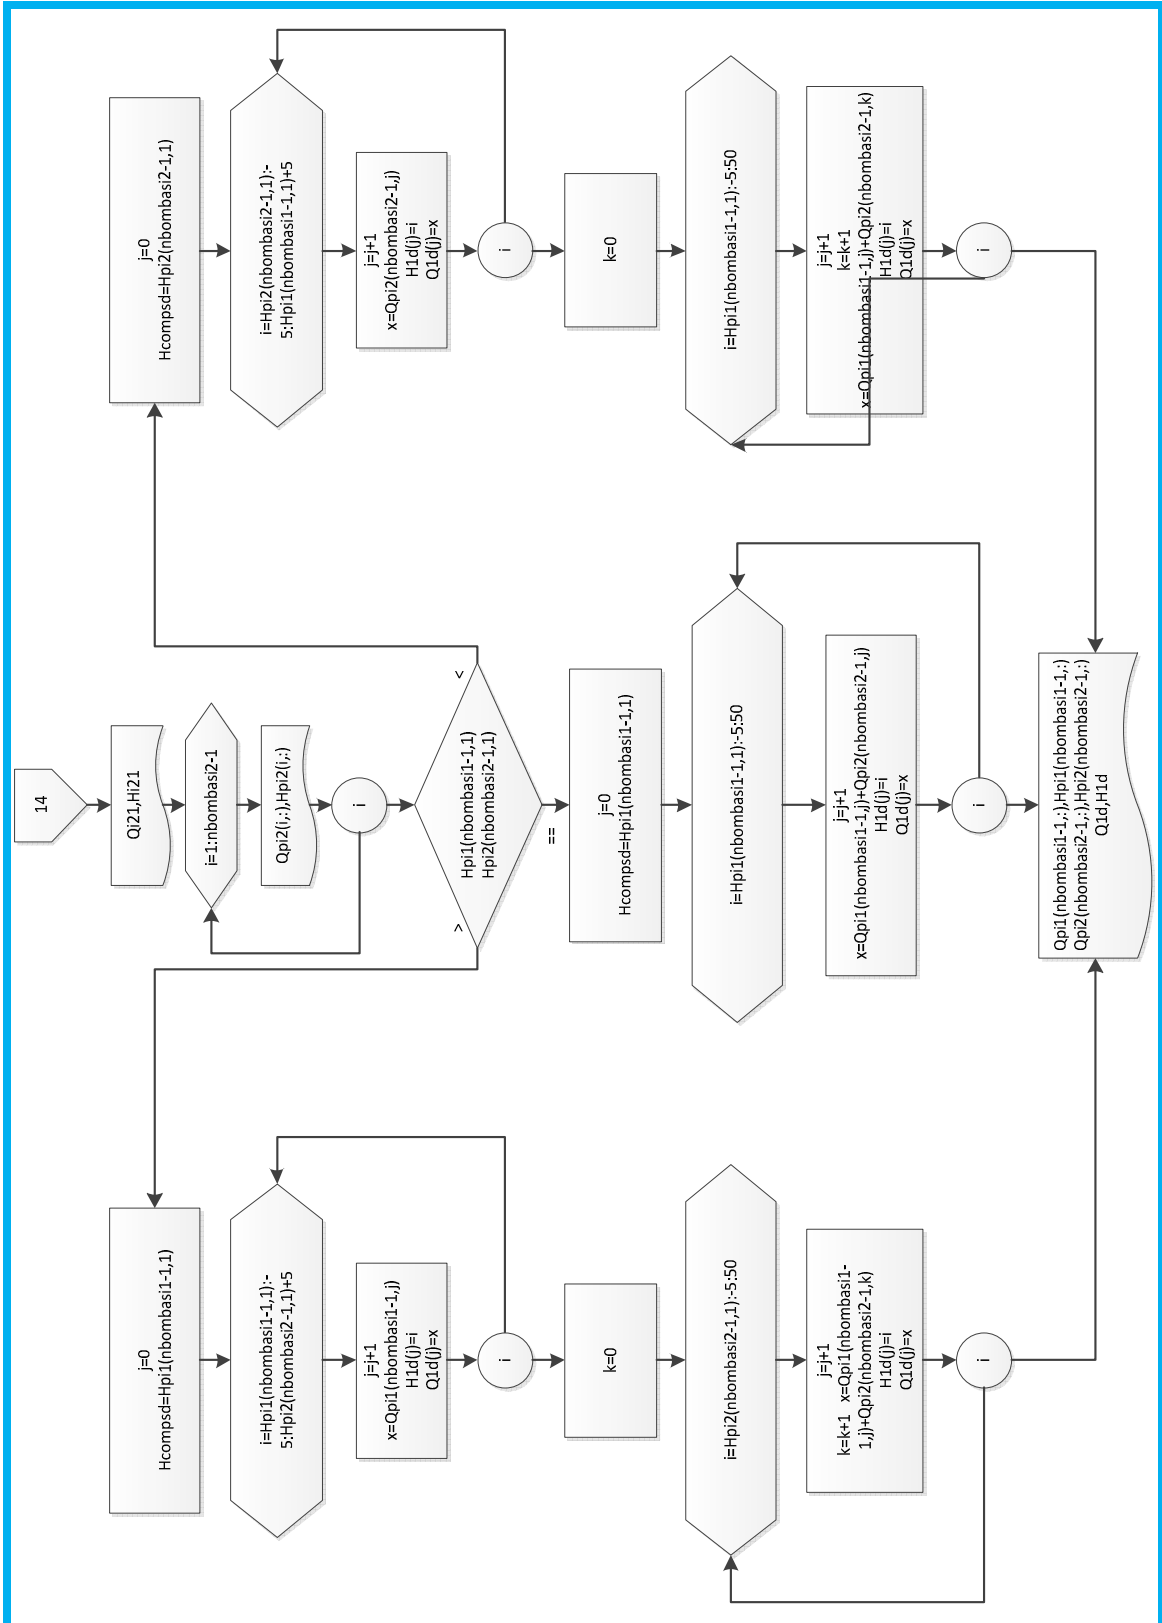 14
Qi21,Hi21
i=1:nbombasi2-1
Qpi2(i,:),Hpi2(i,:)
i
Hpi1(nbombasi1-1,1)
Hpi2(nbombasi2-1,1)
>
<
==
j=0
Hcompsd=Hpi1(nbombasi1-1,1)
i=Hpi1(nbombasi1-1,1):-
5:Hpi2(nbombasi2-1,1)+5
j=j+1
x=Qpi1(nbombasi1-1,j)
H1d(j)=i
Q1d(j)=x
i
k=0
i=Hpi2(nbombasi2-1,1):-5:50
j=j+1
k=k+1 x=Qpi1(nbombasi1-
1,j)+Qpi2(nbombasi2-1,k)
H1d(j)=i
Q1d(j)=x
i
j=0
Hcompsd=Hpi1(nbombasi1-1,1)
i=Hpi1(nbombasi1-1,1):-5:50
j=j+1
x=Qpi1(nbombasi1-1,j)+Qpi2(nbombasi2-1,j)
H1d(j)=i
Q1d(j)=x
i
j=0
Hcompsd=Hpi2(nbombasi2-1,1)
i=Hpi2(nbombasi2-1,1):-
5:Hpi1(nbombasi1-1,1)+5
j=j+1
x=Qpi2(nbombasi2-1,j)
H1d(j)=i
Q1d(j)=x
i
k=0
i=Hpi1(nbombasi1-1,1):-5:50
j=j+1
k=k+1
x=Qpi1(nbombasi1-1,j)+Qpi2(nbombasi2-1,k)
H1d(j)=i
Q1d(j)=x
i
Qpi1(nbombasi1-1,:),Hpi1(nbombasi1-1,:)
Qpi2(nbombasi2-1,:),Hpi2(nbombasi2-1,:)
Q1d,H1d